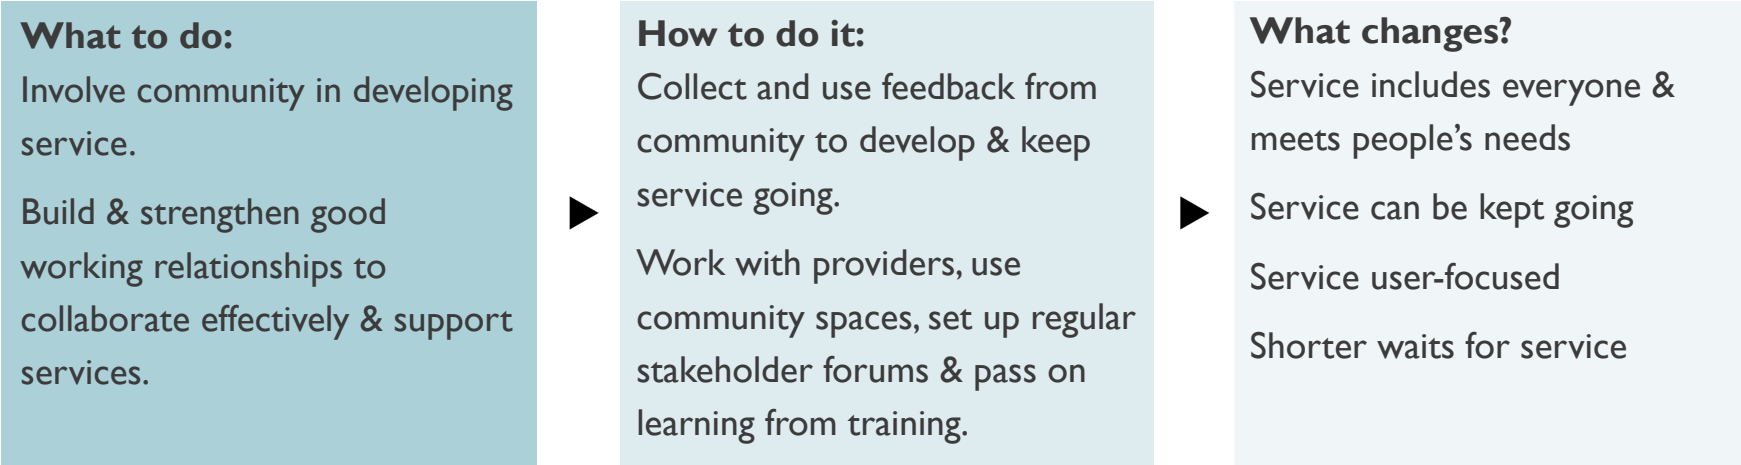 What to do:
Involve community in developing
service.
Build & strengthen good
working relationships to
collaborate effectively & support
services.
How to do it:
Collect and use feedback from
community to develop & keep
service going.
Work with providers, use
community spaces, set up regular
stakeholder forums & pass on
learning from training.
What changes?
Service includes everyone &
meets people’s needs
Service can be kept going
Service user-focused
Shorter waits for service